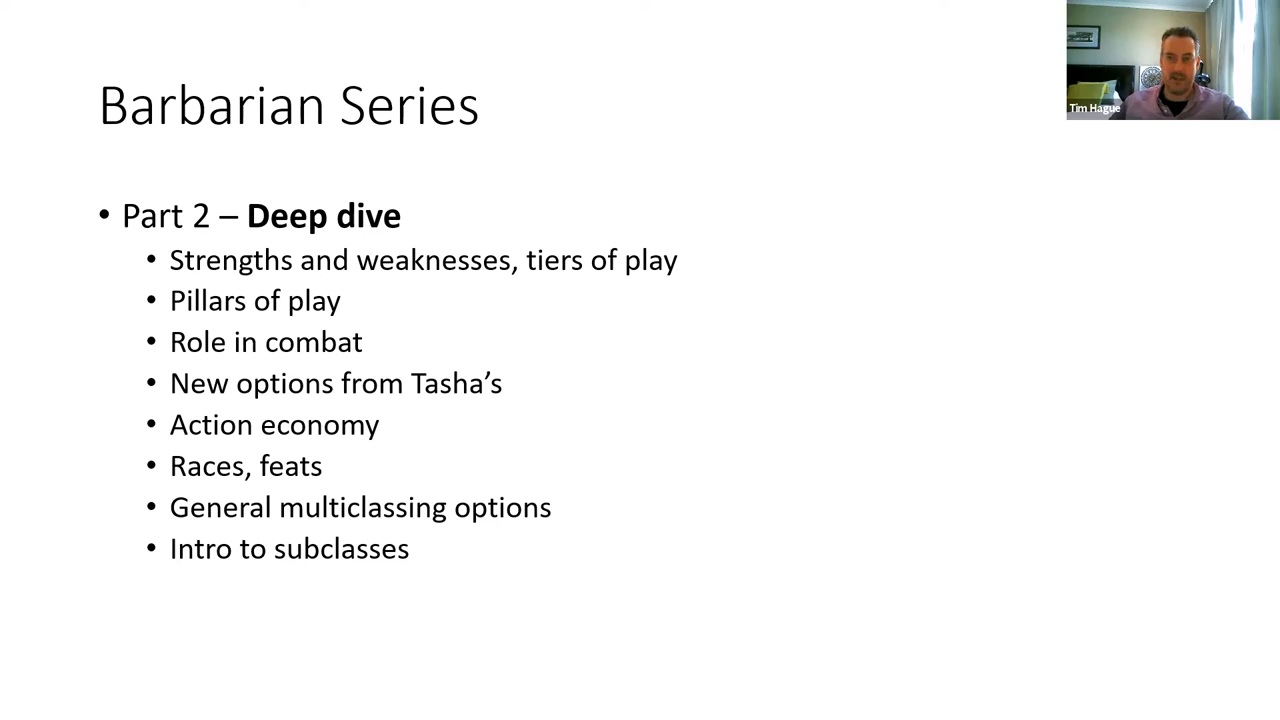 Barbarian Series
Tim Hague
• Part 2 – Deep dive
• Strengths and weaknesses, tiers of play
• Pillars of play
• Role in combat
• New options from Tasha’s
• Action economy
• Races, feats
• General multiclassing options
• Intro to subclasses